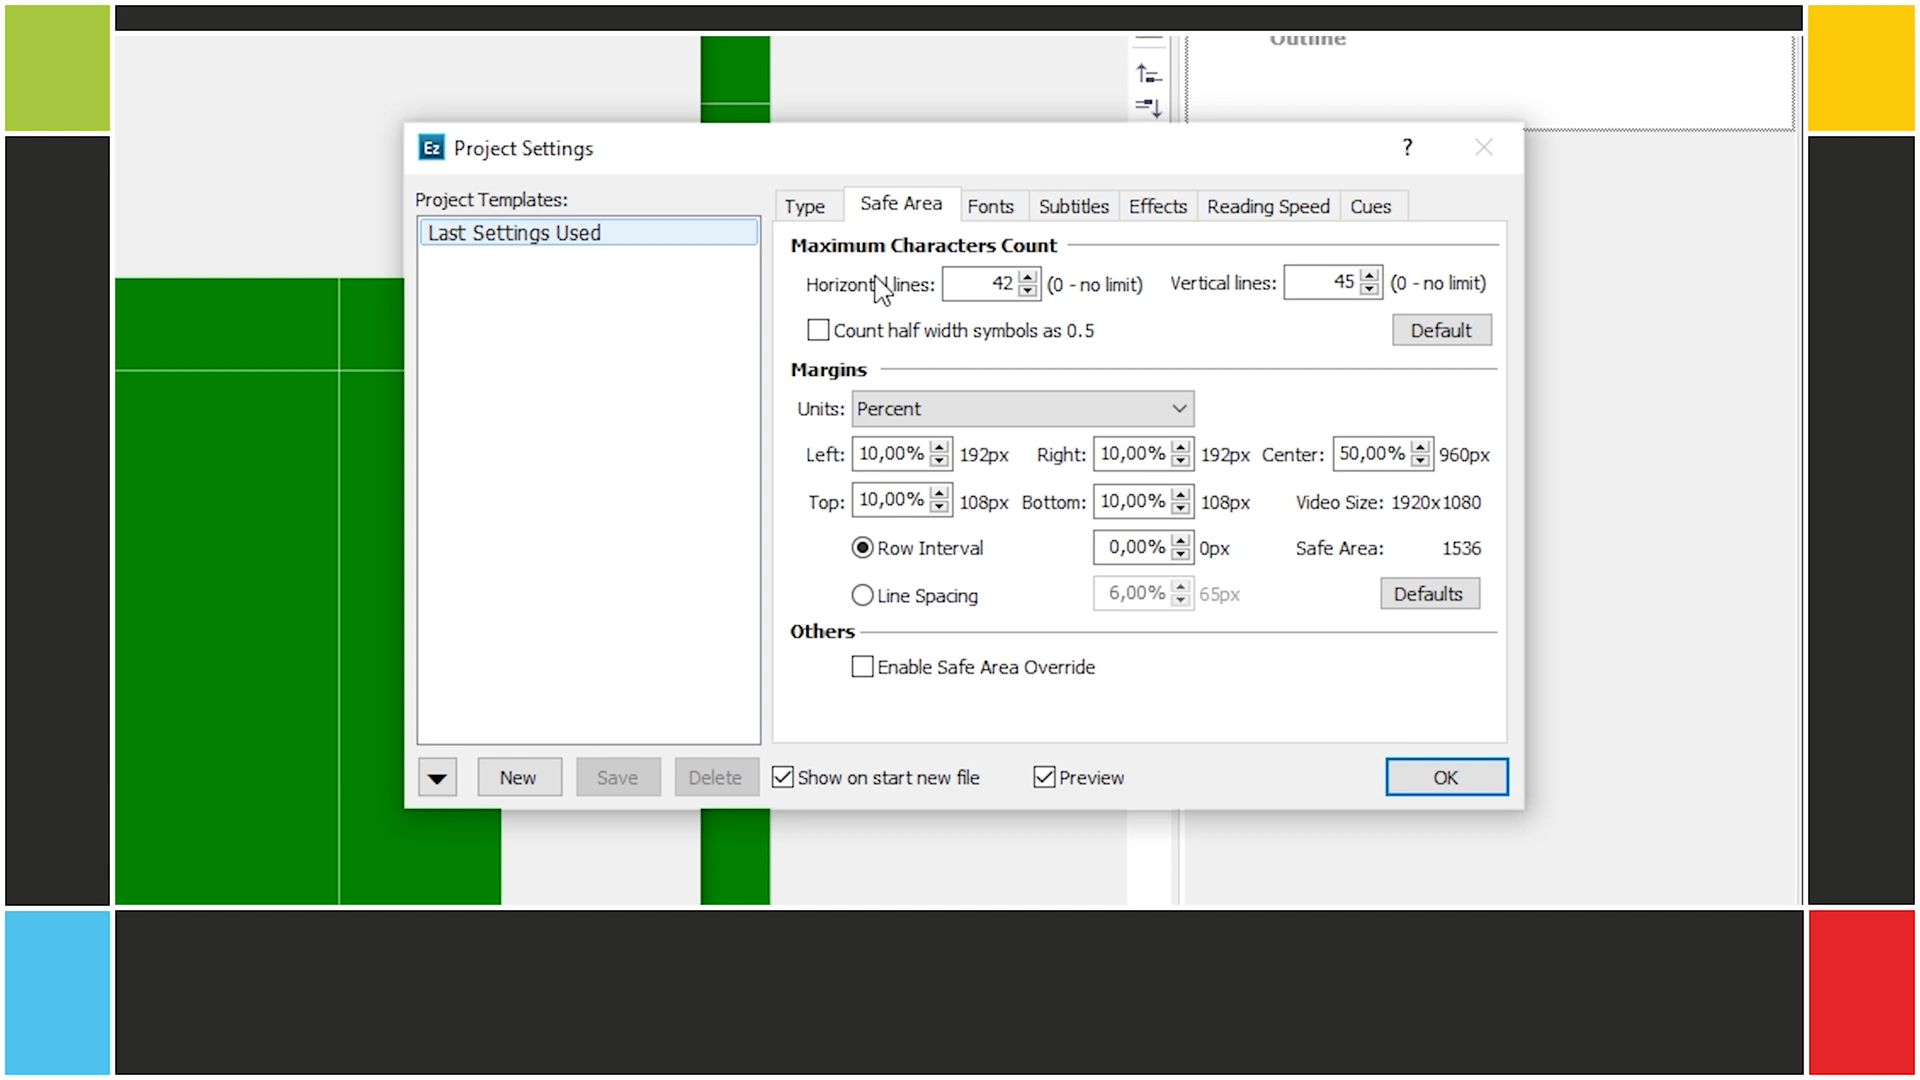 Outline
Ez Project Settings ?
Project Templates:
Last Settings Used
Type Safe Area Fonts Subtitles Effects Reading Speed Cues
Maximum Characters Count
Horizontal lines: 42 (0 - no limit) Vertical lines: 45 (0 - no limit)
Count half width symbols as 0.5 Default
Margins
Units: Percent
Left: 10,00% 192px Right: 10,00% 192px Center: 50,00% 960px
Top: 10,00% 108px Bottom: 10,00% 108px Video Size: 1920x1080
Row Interval 0,00% 0px Safe Area: 1536
Line Spacing 6,00% 65px Defaults
Others
Enable Safe Area Override
New Save Delete Show on start new file Preview OK